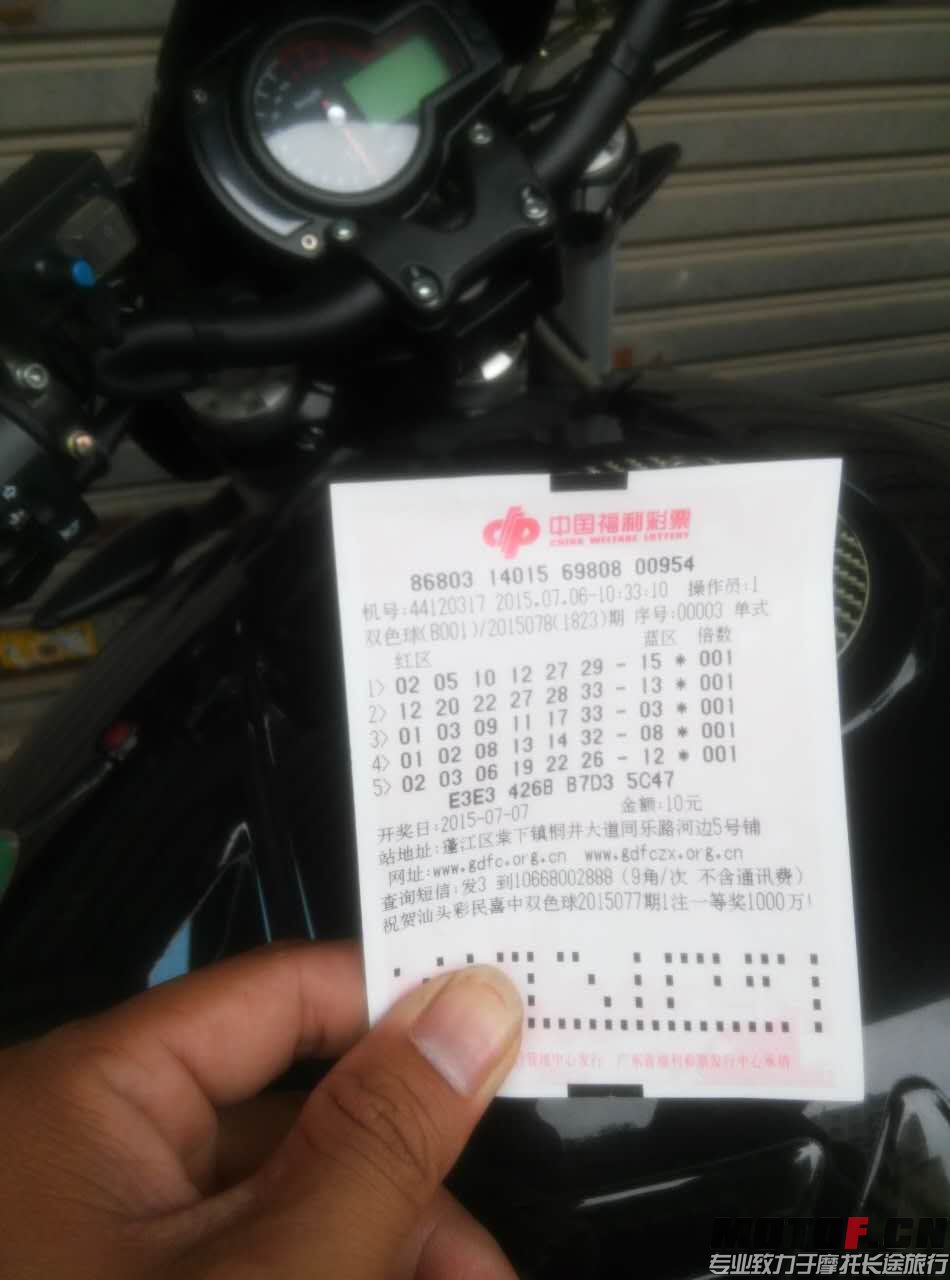 中国福利彩票
CHINA WELFARE LOTTERY
86803 14015 69808 00954
机号:44120317 2015.07.06-10:33:10 操作员:1
双色球(B001)/2015078(1823)期 序号:00003 单式
红区 蓝区 倍数
1> 02 05 10 12 27 29 - 15 * 001
2> 12 20 22 27 28 33 - 13 * 001
3> 01 03 09 11 17 33 - 03 * 001
4> 01 02 08 13 14 32 - 08 * 001
5> 02 03 06 19 22 26 - 12 * 001
E3E3 426B B7D3 5C47
开奖日:2015-07-07 金额:10元
站地址:蓬江区棠下镇桐井大道同乐路河边5号铺
网址:www.gdfc.org.cn www.gdfczx.org.cn
查询短信:发3 到10668002888 (9角/次 不含通讯费)
祝贺汕头彩民喜中双色球2015077期1注一等奖1000万!
管理中心发行 广东省福利彩票发行中心承销
MOTOF.CN
专业致力于摩托长途旅行